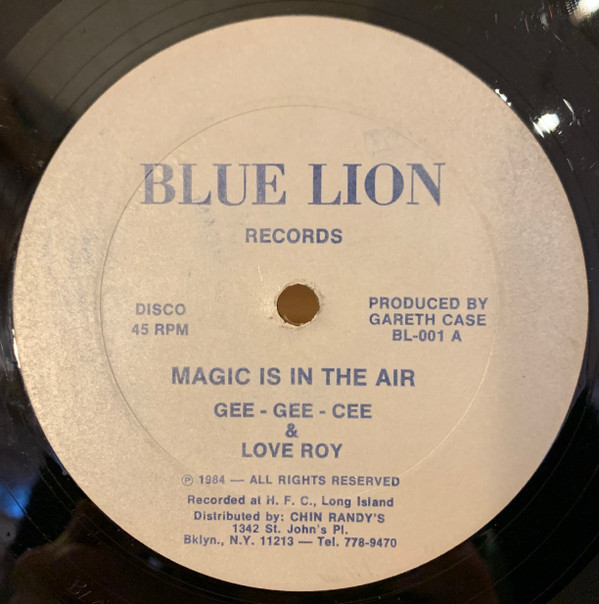 BLUE LION
RECORDS
DISCO
45 RPM
PRODUCED BY
GARETH CASE
BL-001 A
MAGIC IS IN THE AIR
GEE - GEE - CEE
&
LOVE ROY
℗ 1984 — ALL RIGHTS RESERVED
Recorded at H. F. C., Long Island
Distributed by: CHIN RANDY'S
1342 St. John's Pl.
Bklyn., N.Y. 11213 — Tel. 778-9470